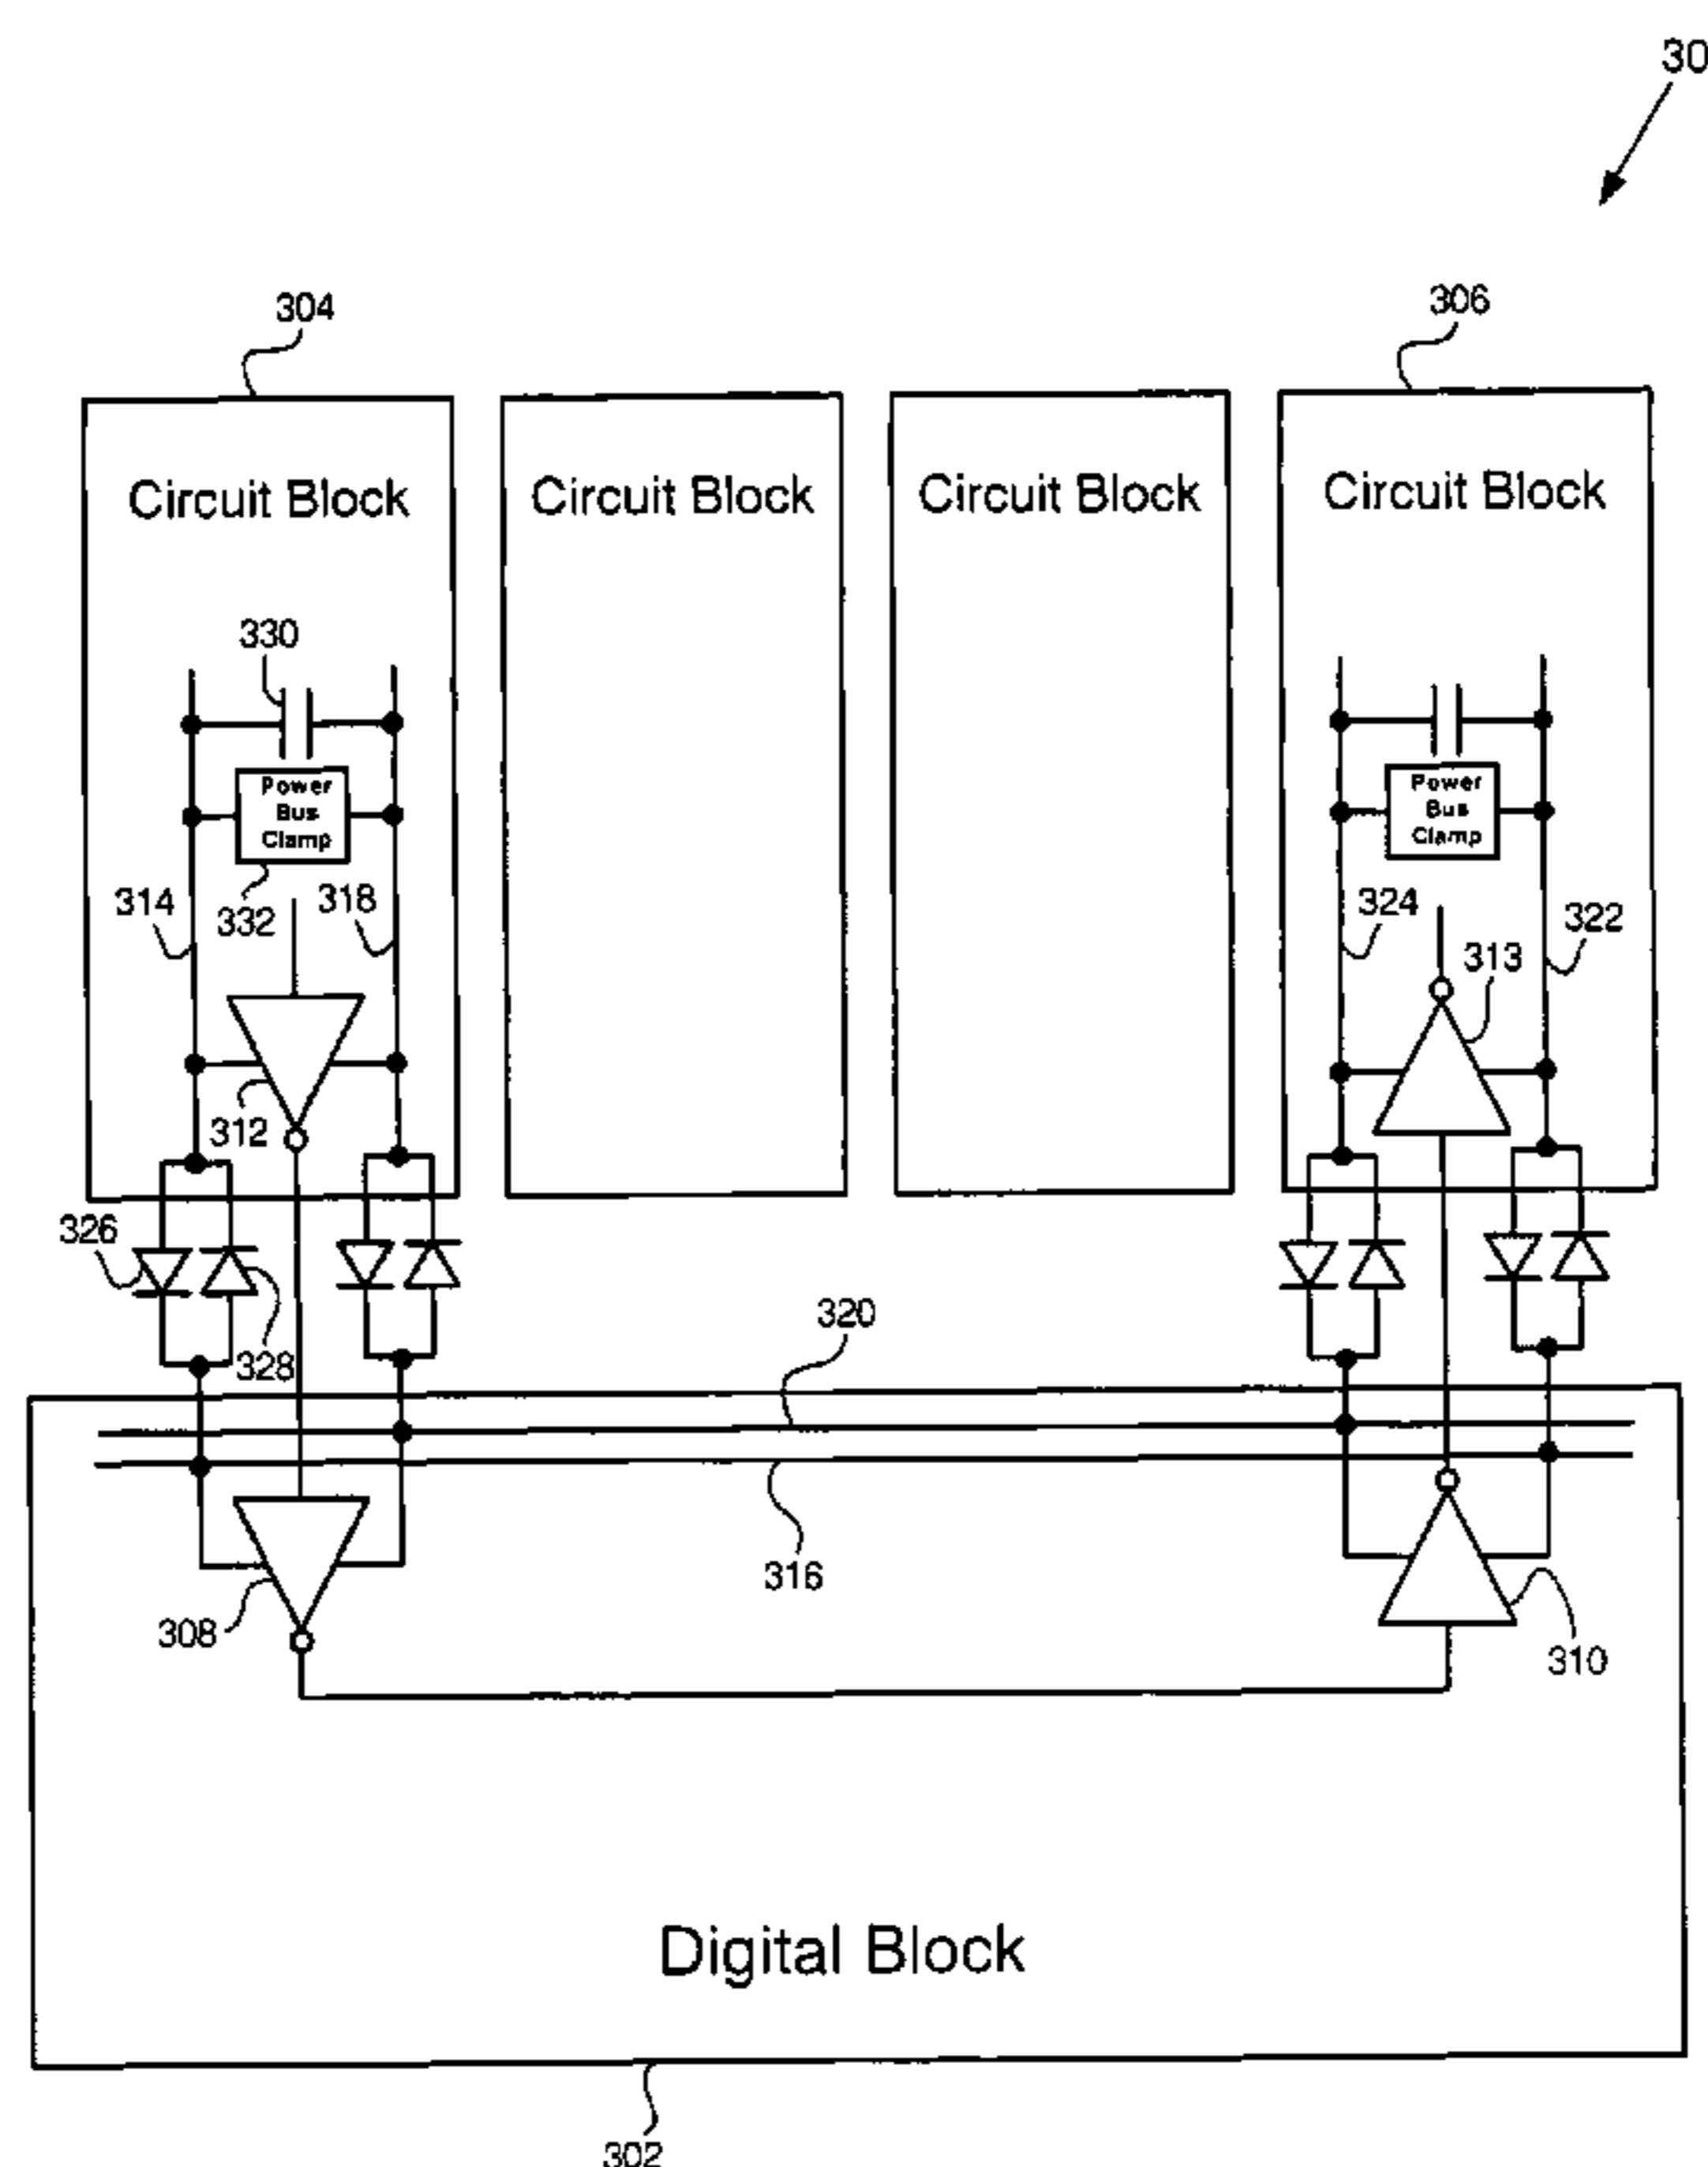 30
304
306
Circuit Block
Circuit Block
Circuit Block
Circuit Block
330
Power
Bus
Clamp
Power
Bus
Clamp
314
332
318
324
313
322
312
326
328
320
316
308
310
Digital Block
302